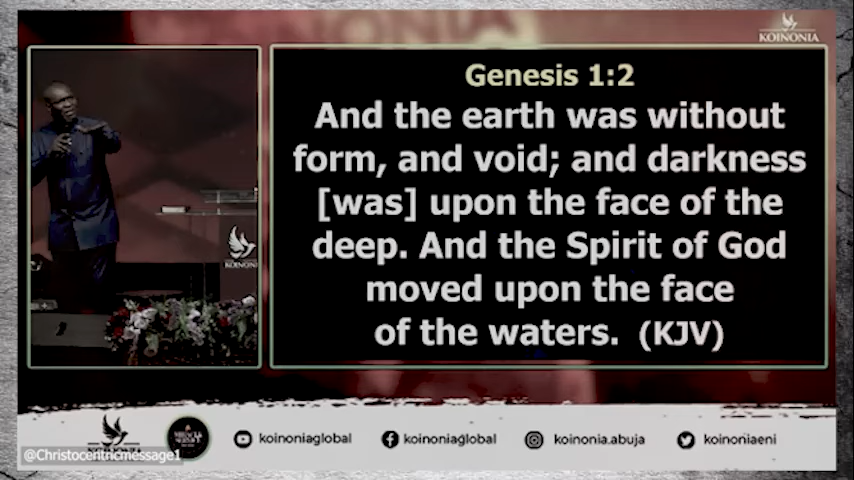 KOINONIA
Genesis 1:2
And the earth was without
form, and void; and darkness
[was] upon the face of the
deep. And the Spirit of God
moved upon the face
of the waters. (KJV)
KOINONIA
koinoniaglobal
koinoniaglobal
koinonia.abuja
koinoniaeni
@Christocentricmessage1